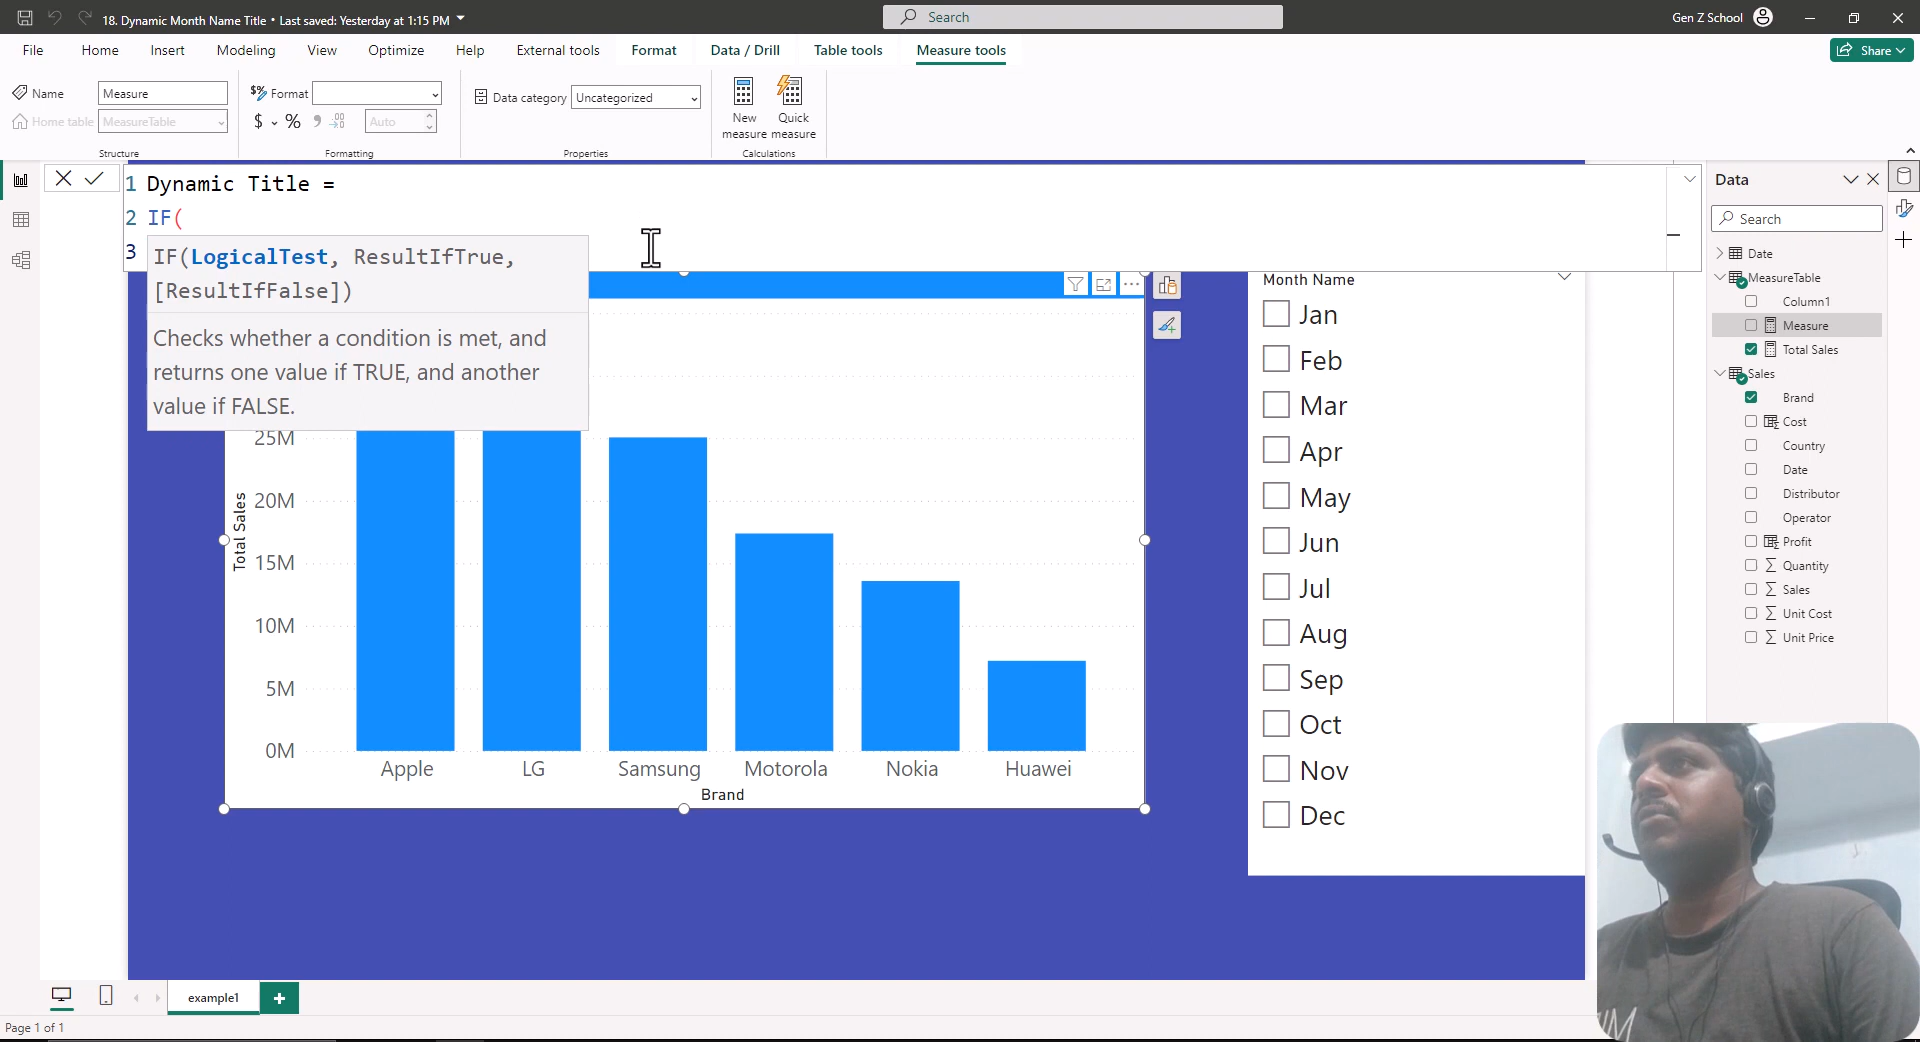 18. Dynamic Month Name Title • Last saved: Yesterday at 1:15 PM
Search
Gen Z School
File
Home
Insert
Modeling
View
Optimize
Help
External tools
Format
Data / Drill
Table tools
Measure tools
Share
Name
Measure
Home table
MeasureTable
Structure
Format
$
%
Auto
Formatting
Data category
Uncategorized
Properties
New measure
Quick measure
Calculations
1 Dynamic Title =
2 IF(
3
IF(LogicalTest, ResultIfTrue,
[ResultIfFalse])
Checks whether a condition is met, and
returns one value if TRUE, and another
value if FALSE.
25M
20M
15M
10M
5M
0M
Total Sales
Apple
LG
Samsung
Motorola
Nokia
Huawei
Brand
Month Name
Jan
Feb
Mar
Apr
May
Jun
Jul
Aug
Sep
Oct
Nov
Dec
Data
Search
Date
MeasureTable
Column1
Measure
Total Sales
Sales
Brand
Cost
Country
Date
Distributor
Operator
Profit
Quantity
Sales
Unit Cost
Unit Price
example1
Page 1 of 1